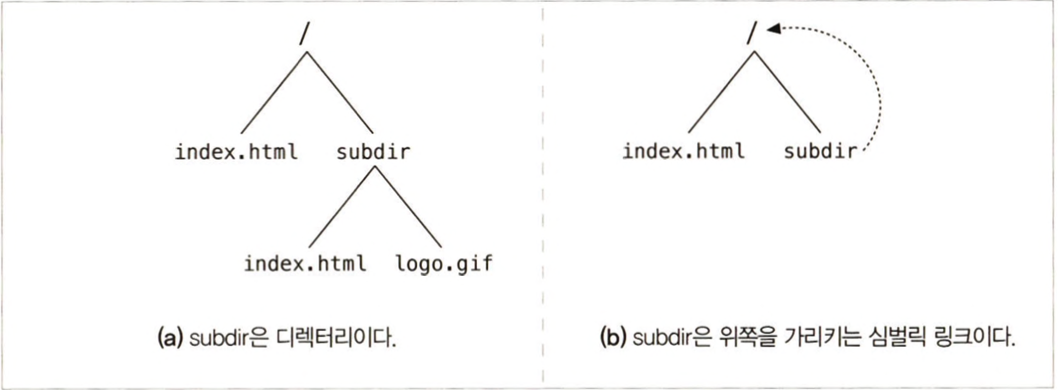 /
index.html subdir
index.html logo.gif
(a) subdir은 디렉터리이다.
/
index.html subdir
(b) subdir은 위쪽을 가리키는 심벌릭 링크이다.